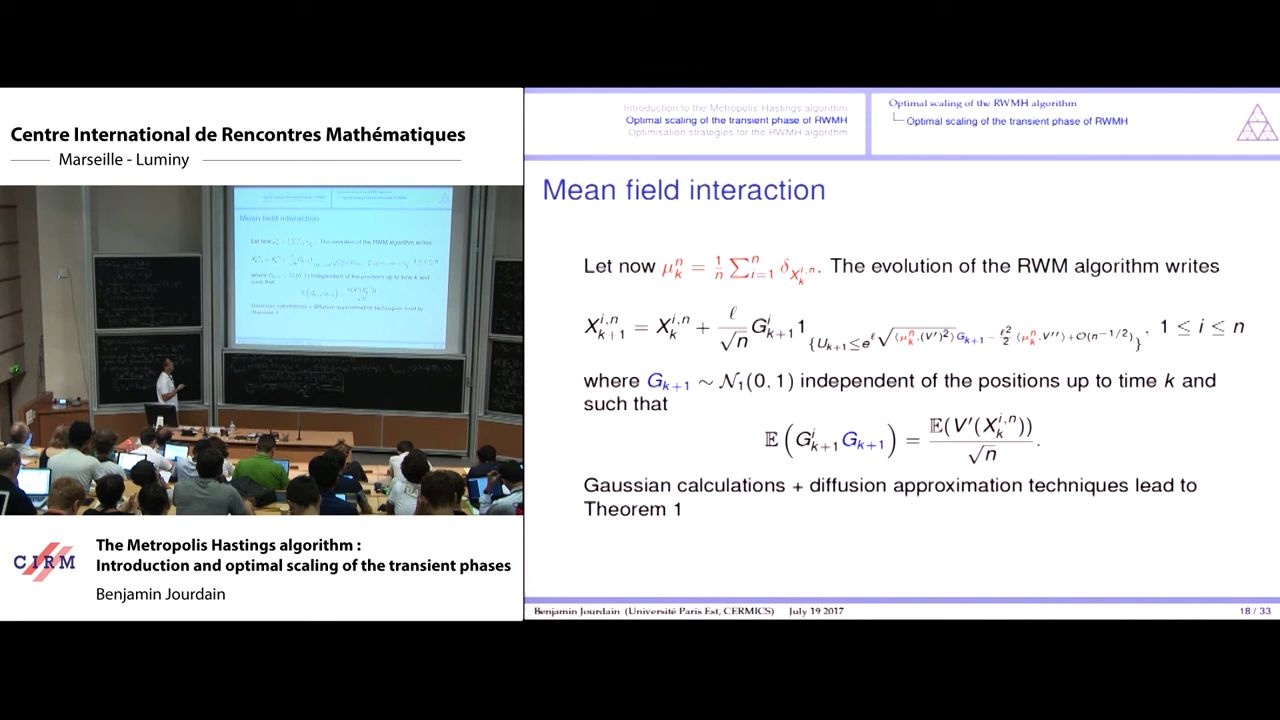 Centre International de Rencontres Mathématiques
Marseille - Luminy
Introduction to the Metropolis Hastings algorithm
Optimal scaling of the transient phase of RWMH
Optimisation strategies for the RWMH algorithm
Optimal scaling of the RWMH algorithm
Optimal scaling of the transient phase of RWMH
Mean field interaction
Let now μ_k^n = 1/n ∑_{i=1}^n δ_{X_k^{i,n}}. The evolution of the RWM algorithm writes
X_{k+1}^{i,n} = X_k^{i,n} + ℓ/√n G_{k+1}^i 1_{{U_{k+1} ≤ e^{ℓ√⟨μ_k^n,(V')^2⟩ G_{k+1} − ℓ²/2 ⟨μ_k^n,V''⟩ + O(n^{−1/2})}}}, 1 ≤ i ≤ n
where G_{k+1} ∼ N_1(0, 1) independent of the positions up to time k and
such that
𝔼 (G_{k+1}^i G_{k+1}) = 𝔼(V'(X_k^{i,n}))/√n.
Gaussian calculations + diffusion approximation techniques lead to
Theorem 1
Benjamin Jourdain (Université Paris Est, CERMICS) July 19 2017 18 / 33
CIRM
The Metropolis Hastings algorithm :
Introduction and optimal scaling of the transient phases
Benjamin Jourdain